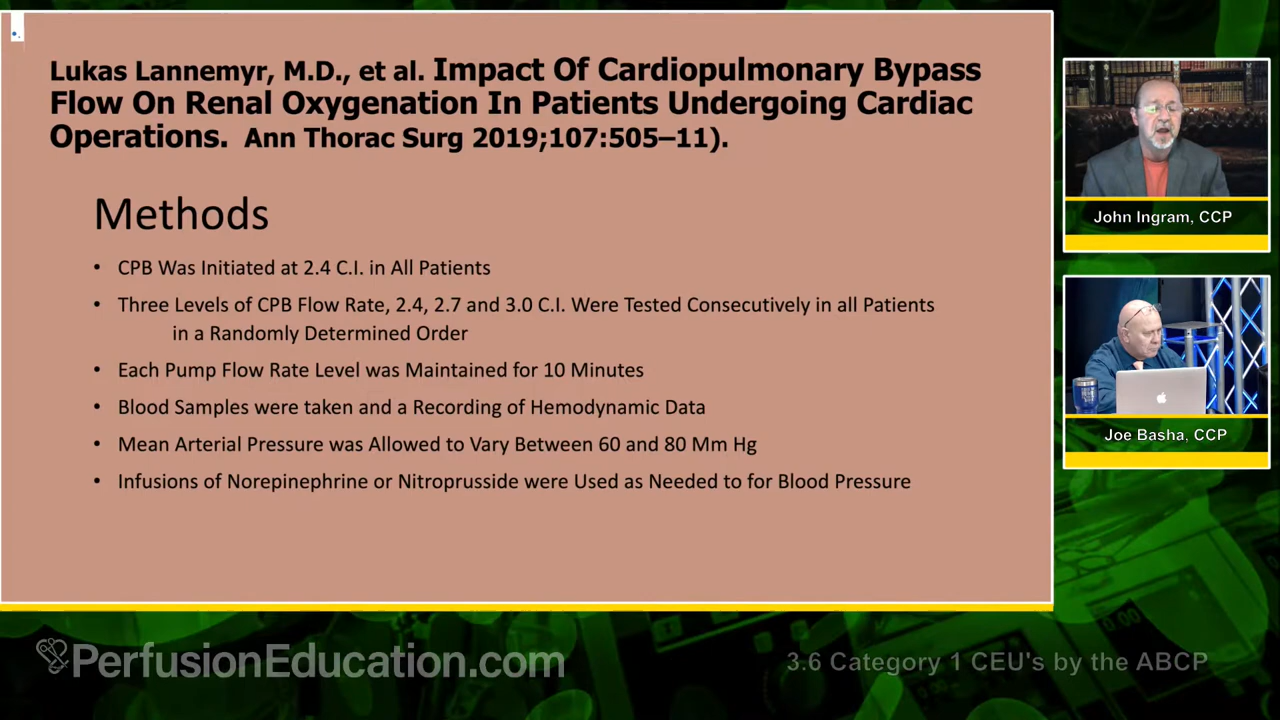 Lukas Lannemyr, M.D., et al. Impact Of Cardiopulmonary Bypass
Flow On Renal Oxygenation In Patients Undergoing Cardiac
Operations. Ann Thorac Surg 2019;107:505–11).
Methods
• CPB Was Initiated at 2.4 C.I. in All Patients
• Three Levels of CPB Flow Rate, 2.4, 2.7 and 3.0 C.I. Were Tested Consecutively in all Patients
in a Randomly Determined Order
• Each Pump Flow Rate Level was Maintained for 10 Minutes
• Blood Samples were taken and a Recording of Hemodynamic Data
• Mean Arterial Pressure was Allowed to Vary Between 60 and 80 Mm Hg
• Infusions of Norepinephrine or Nitroprusside were Used as Needed to for Blood Pressure
John Ingram, CCP
Joe Basha, CCP
PerfusionEducation.com
3.6 Category 1 CEU's by the ABCP